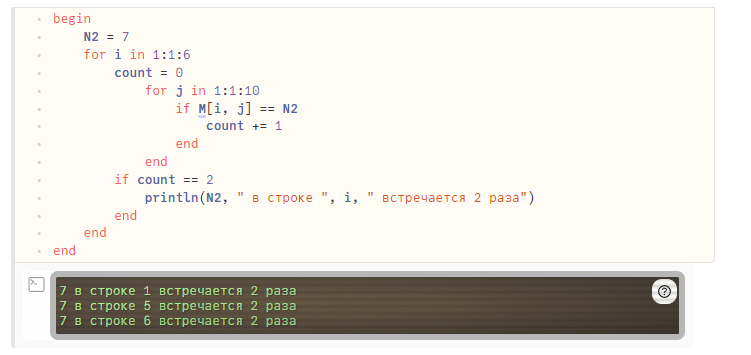 begin
    N2 = 7
    for i in 1:1:6
        count = 0
            for j in 1:1:10
                if M[i, j] == N2
                    count += 1
                end
            end
        if count == 2
            println(N2, " в строке ", i, " встречается 2 раза")
        end
    end
end
7 в строке 1 встречается 2 раза
7 в строке 5 встречается 2 раза
7 в строке 6 встречается 2 раза